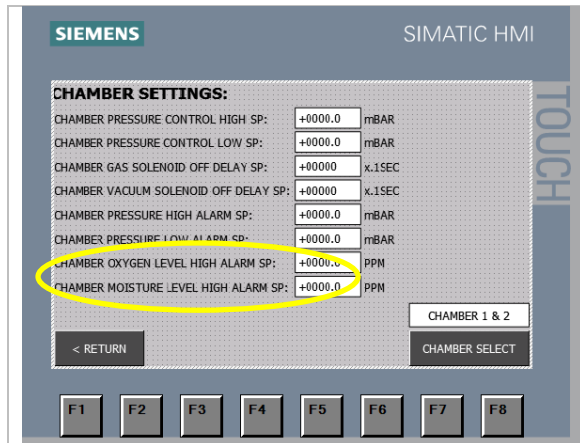 SIEMENS
SIMATIC HMI
TOUCH
CHAMBER SETTINGS:
CHAMBER PRESSURE CONTROL HIGH SP: +0000.0 mBAR
CHAMBER PRESSURE CONTROL LOW SP: +0000.0 mBAR
CHAMBER GAS SOLENOID OFF DELAY SP: +00000 x.1SEC
CHAMBER VACUUM SOLENOID OFF DELAY SP: +00000 x.1SEC
CHAMBER PRESSURE HIGH ALARM SP: +0000.0 mBAR
CHAMBER PRESSURE LOW ALARM SP: +0000.0 mBAR
CHAMBER OXYGEN LEVEL HIGH ALARM SP: +0000.0 PPM
CHAMBER MOISTURE LEVEL HIGH ALARM SP: +0000.0 PPM
CHAMBER 1 & 2
< RETURN
CHAMBER SELECT
F1 F2 F3 F4 F5 F6 F7 F8